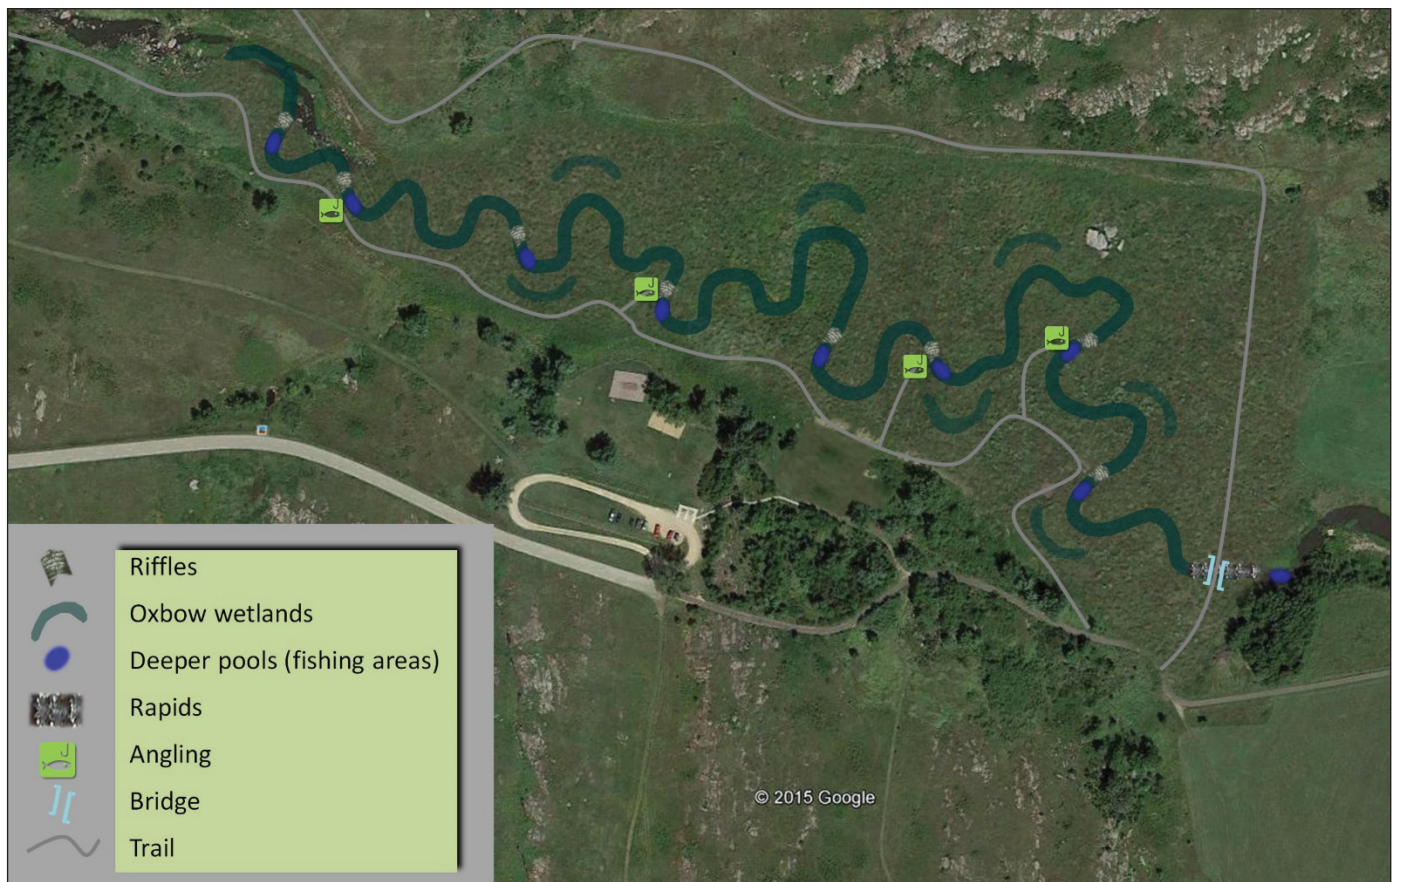 Riffles
Oxbow wetlands
Deeper pools (fishing areas)
Rapids
Angling
Bridge
Trail
© 2015 Google